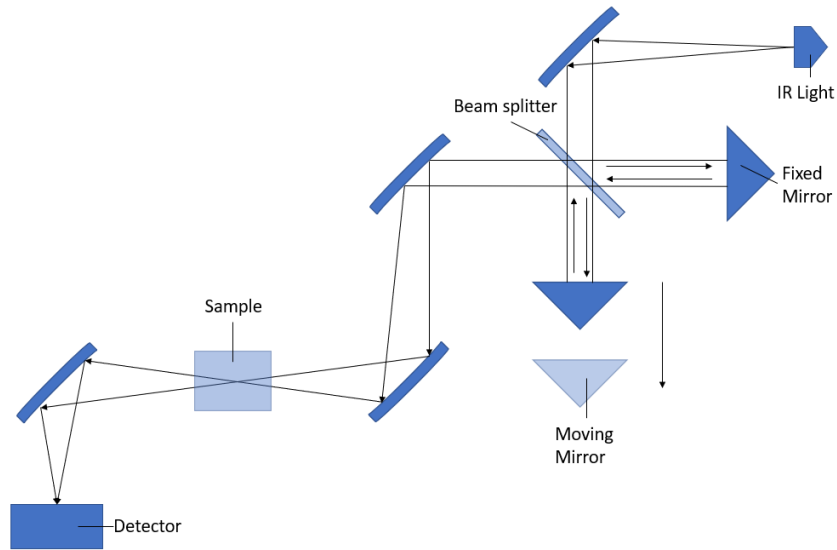 IR Light
Beam splitter
Fixed
Mirror
Sample
Moving
Mirror
Detector